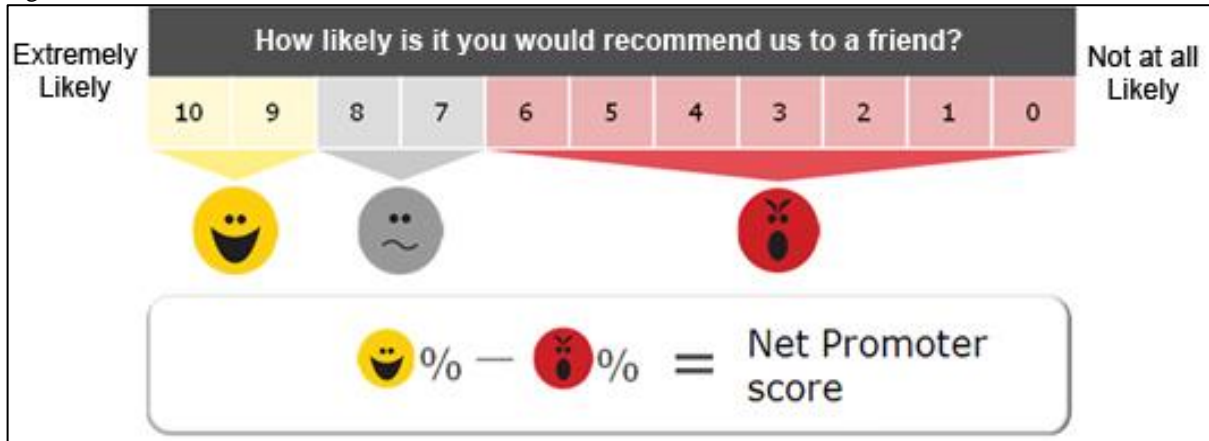 How likely is it you would recommend us to a friend?
Extremely
Likely
Not at all
Likely
10 9 8 7 6 5 4 3 2 1 0
% — % = Net Promoter
score